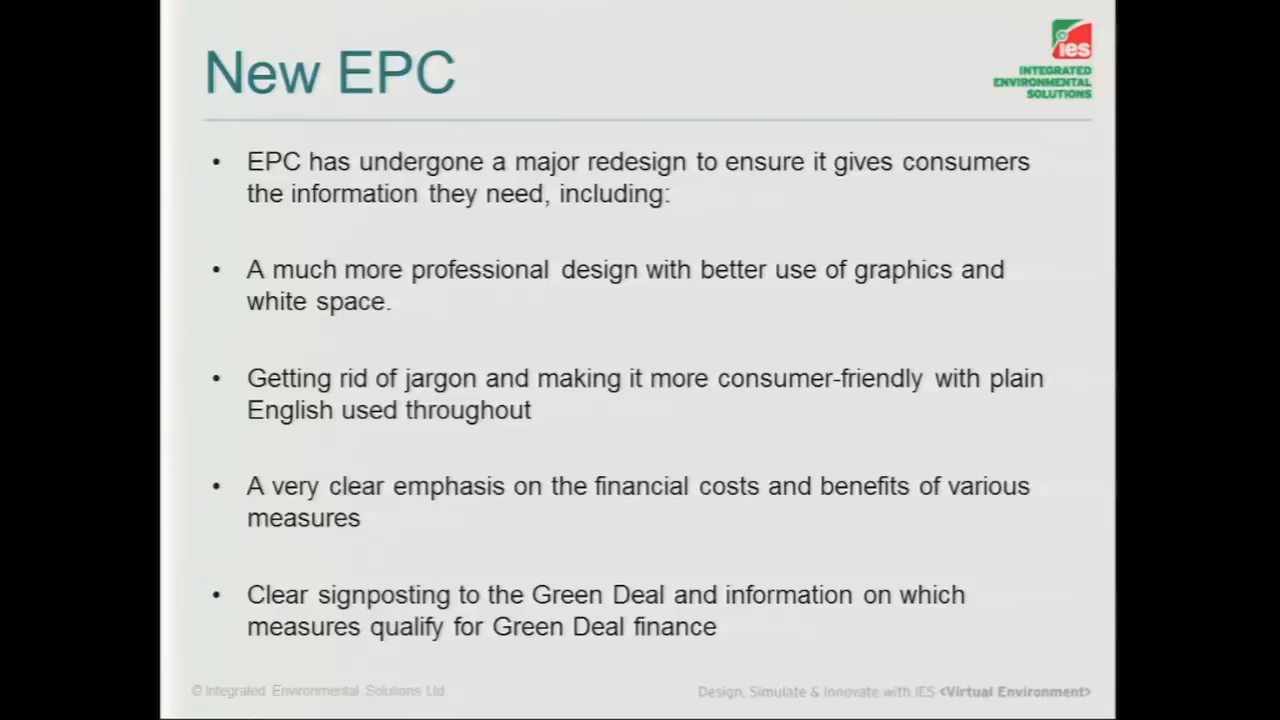 New EPC
ies
INTEGRATED
ENVIRONMENTAL
SOLUTIONS
• EPC has undergone a major redesign to ensure it gives consumers
the information they need, including:
• A much more professional design with better use of graphics and
white space.
• Getting rid of jargon and making it more consumer-friendly with plain
English used throughout
• A very clear emphasis on the financial costs and benefits of various
measures
• Clear signposting to the Green Deal and information on which
measures qualify for Green Deal finance
© Integrated Environmental Solutions Ltd
Design, Simulate & Innovate with IES <Virtual Environment>